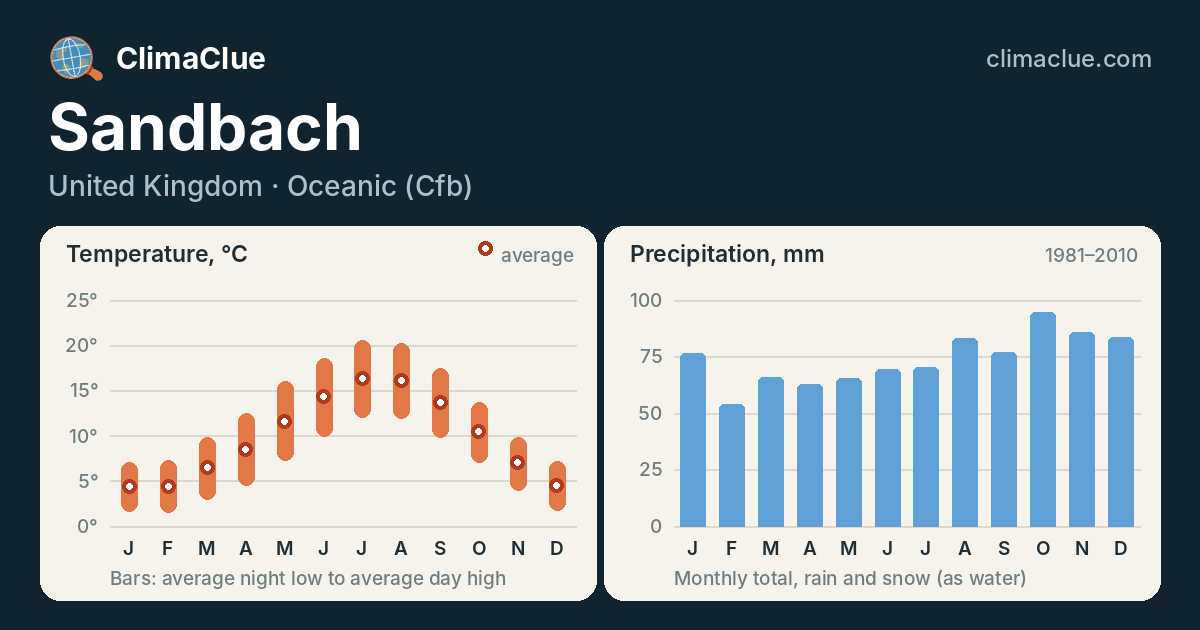 ClimaClue
climaclue.com
Sandbach
United Kingdom · Oceanic (Cfb)
Temperature, °C
average
25°
20°
15°
10°
5°
0°
J F M A M J J A S O N D
Bars: average night low to average day high
Precipitation, mm
1981–2010
100
75
50
25
0
J F M A M J J A S O N D
Monthly total, rain and snow (as water)